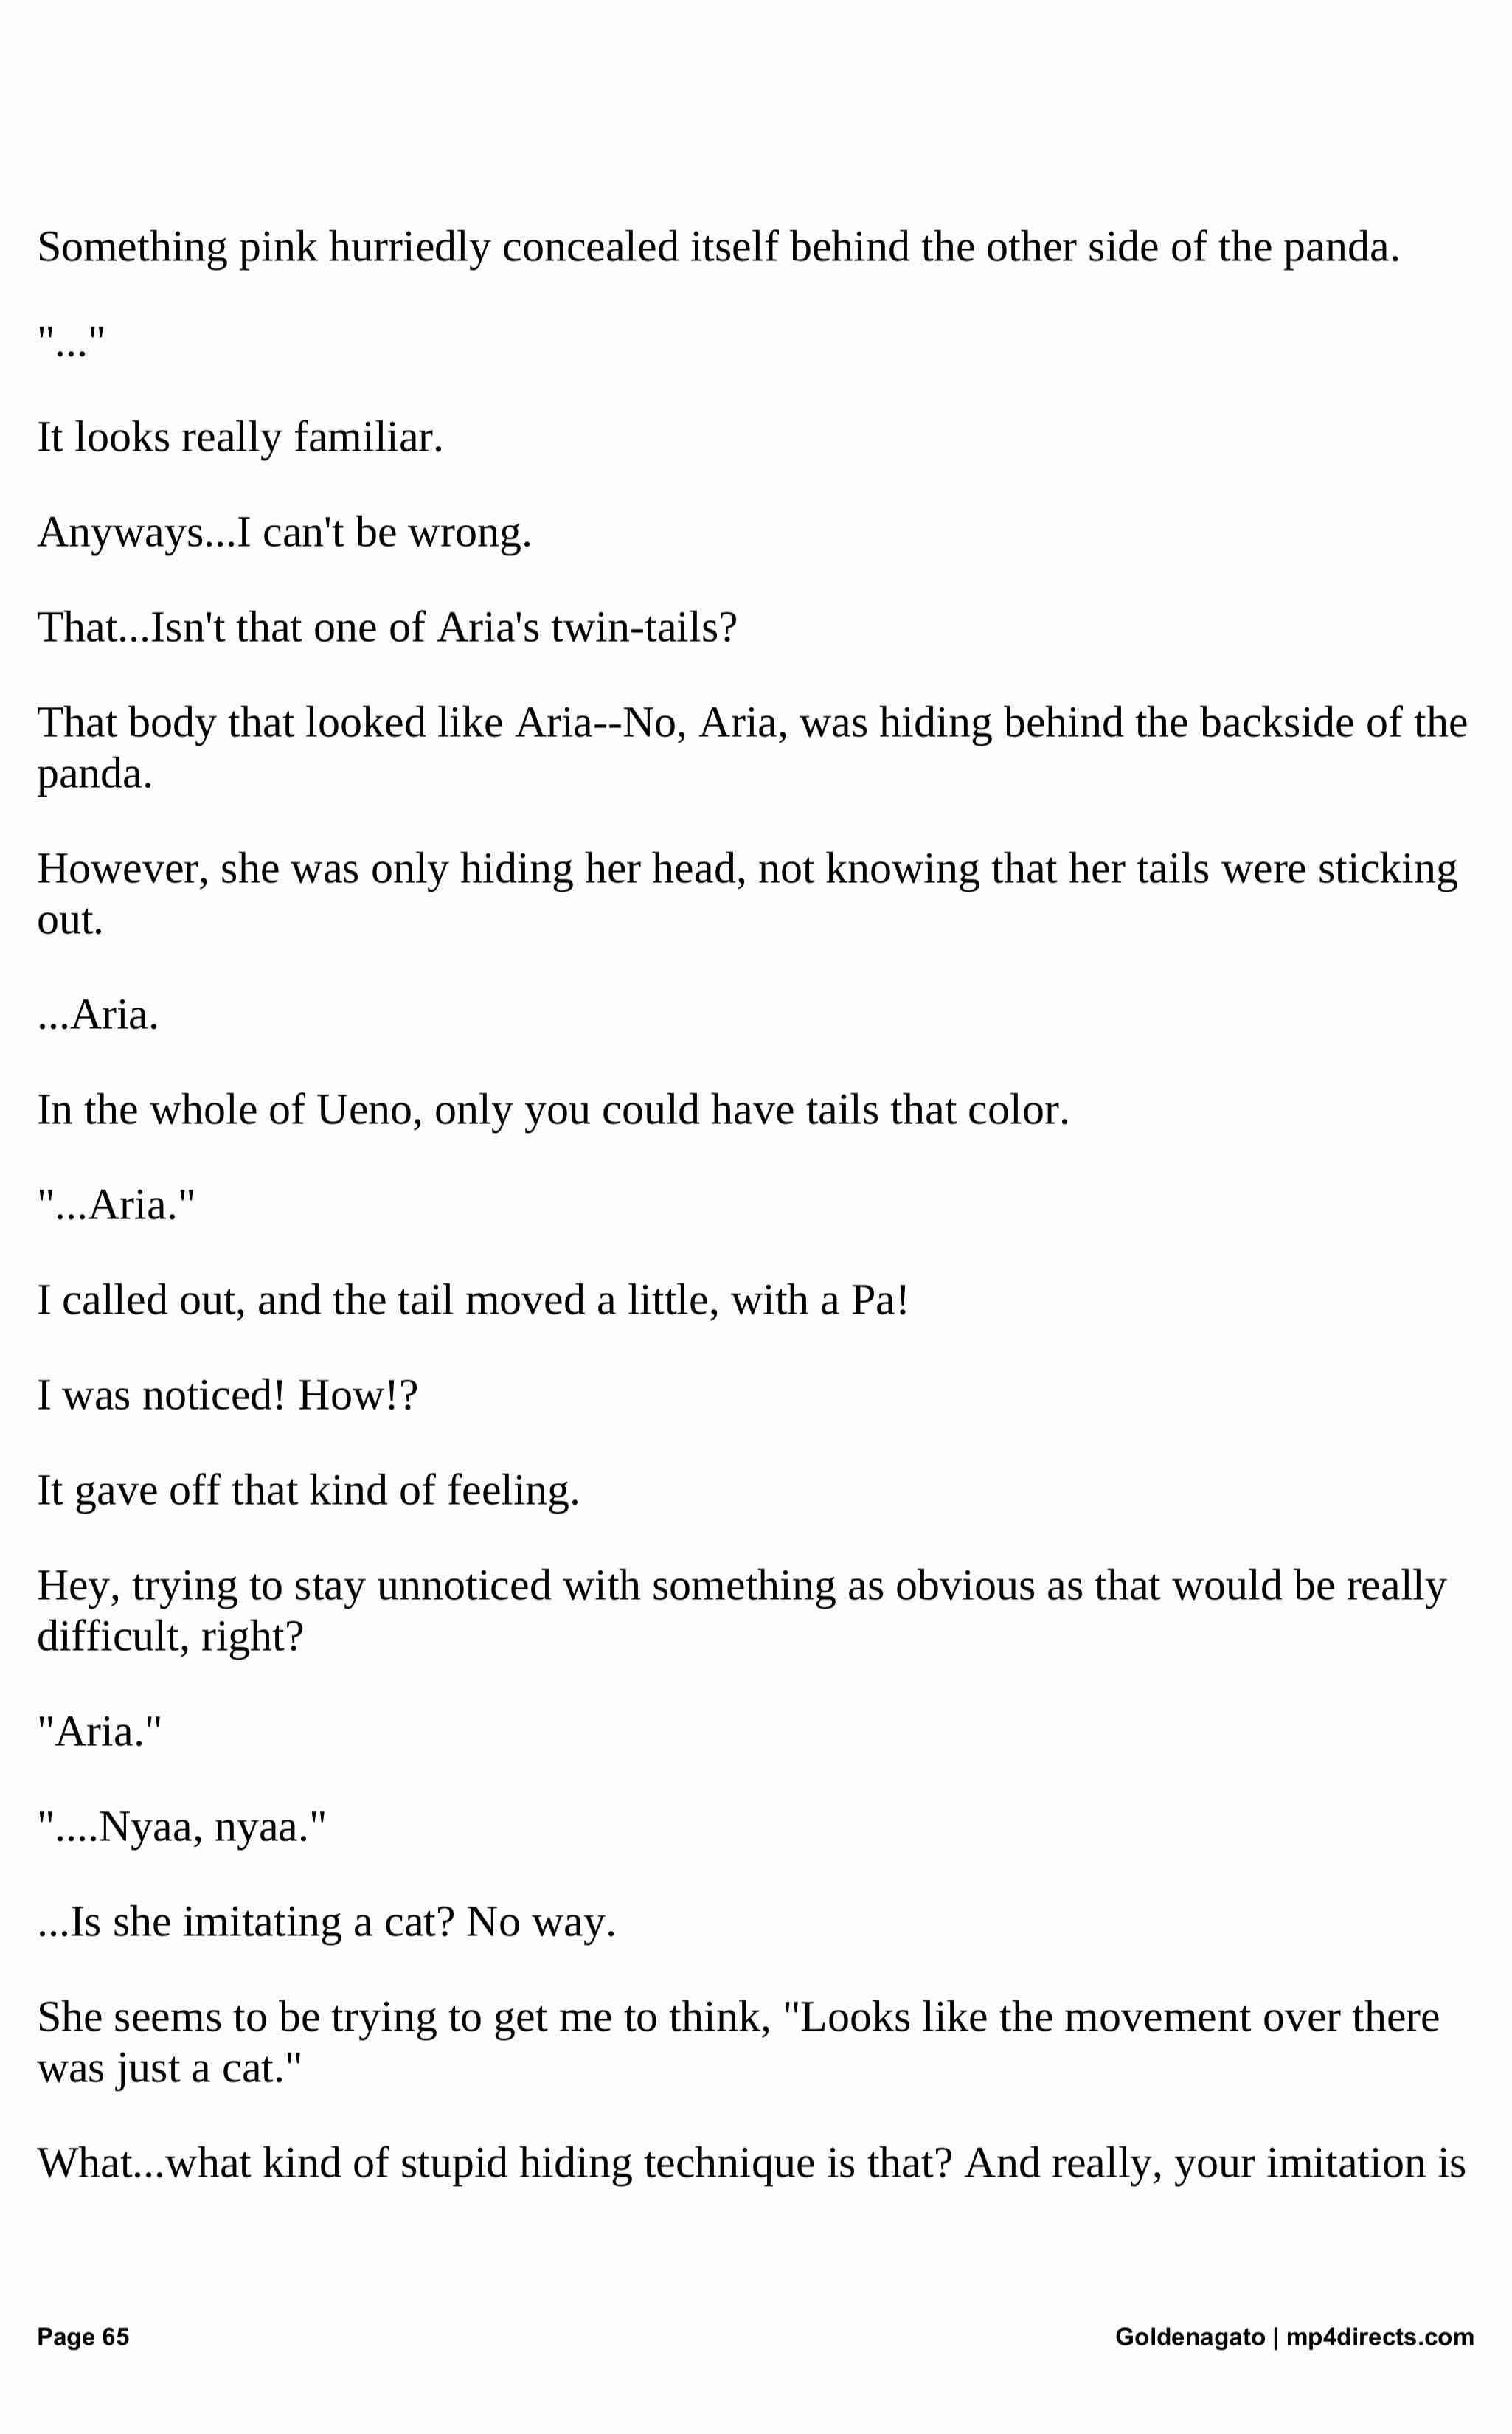 Something pink hurriedly concealed itself behind the other side of the panda.
"..."
It looks really familiar.
Anyways...I can't be wrong.
That...Isn't that one of Aria's twin-tails?
That body that looked like Aria--No, Aria, was hiding behind the backside of the
panda.
However, she was only hiding her head, not knowing that her tails were sticking
out.
...Aria.
In the whole of Ueno, only you could have tails that color.
"...Aria."
I called out, and the tail moved a little, with a Pa!
I was noticed! How!?
It gave off that kind of feeling.
Hey, trying to stay unnoticed with something as obvious as that would be really
difficult, right?
"Aria."
"....Nyaa, nyaa."
...Is she imitating a cat? No way.
She seems to be trying to get me to think, "Looks like the movement over there
was just a cat."
What...what kind of stupid hiding technique is that? And really, your imitation is
Page 65
Goldenagato | mp4directs.com